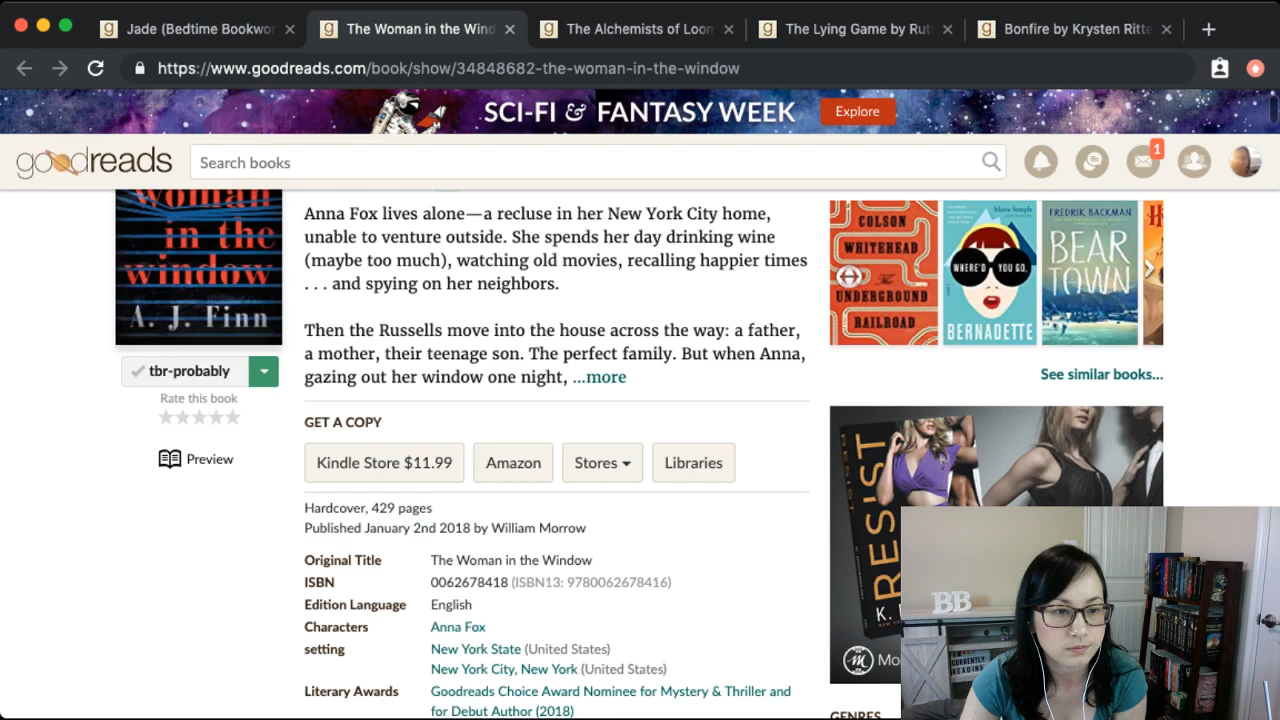 Jade (Bedtime Bookwor
The Woman in the Wind
The Alchemists of Loom
The Lying Game by Rut
Bonfire by Krysten Ritte
https://www.goodreads.com/book/show/34848682-the-woman-in-the-window
SCI-FI & FANTASY WEEK
Explore
goodreads
Search books
1
woman
in the
window
A. J. Finn
tbr-probably
Rate this book
Preview
Anna Fox lives alone—a recluse in her New York City home,
unable to venture outside. She spends her day drinking wine
(maybe too much), watching old movies, recalling happier times
. . . and spying on her neighbors.
Then the Russells move into the house across the way: a father,
a mother, their teenage son. The perfect family. But when Anna,
gazing out her window one night, ...more
GET A COPY
Kindle Store $11.99
Amazon
Stores
Libraries
Hardcover, 429 pages
Published January 2nd 2018 by William Morrow
Original Title The Woman in the Window
ISBN 0062678418 (ISBN13: 9780062678416)
Edition Language English
Characters Anna Fox
setting New York State (United States)
New York City, New York (United States)
Literary Awards Goodreads Choice Award Nominee for Mystery & Thriller and
for Debut Author (2018)
COLSON
WHITEHEAD
The
UNDERGROUND
RAILROAD
Maria Semple
WHERE'D YOU GO,
BERNADETTE
FREDRIK BACKMAN
BEAR
TOWN
See similar books...
RESIST
K.
Mo
GENRES
BB
CURRENTLY
READING